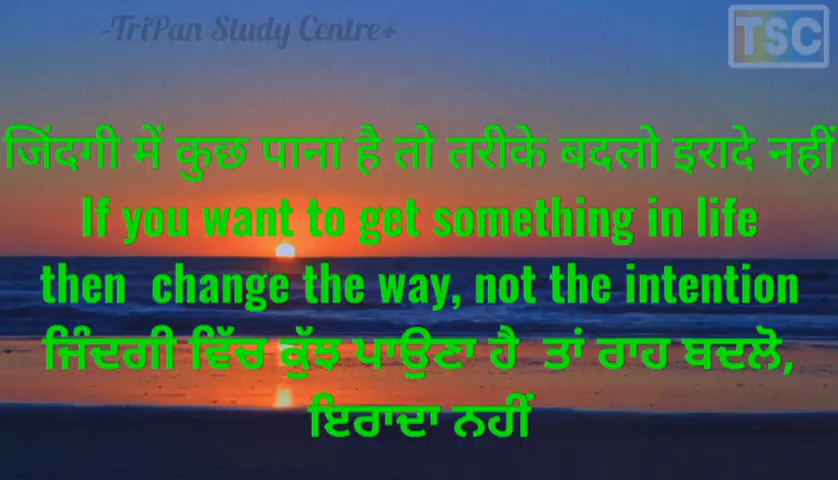 -TriPan Study Centre+
TSC
जिंदगी में कुछ पाना है तो तरीके बदलो इरादे नहीं
If you want to get something in life
then change the way, not the intention
ਜਿੰਦਗੀ ਵਿੱਚ ਕੁੱਝ ਪਾਉਣਾ ਹੈ ਤਾਂ ਰਾਹ ਬਦਲੋ,
ਇਰਾਦਾ ਨਹੀਂ